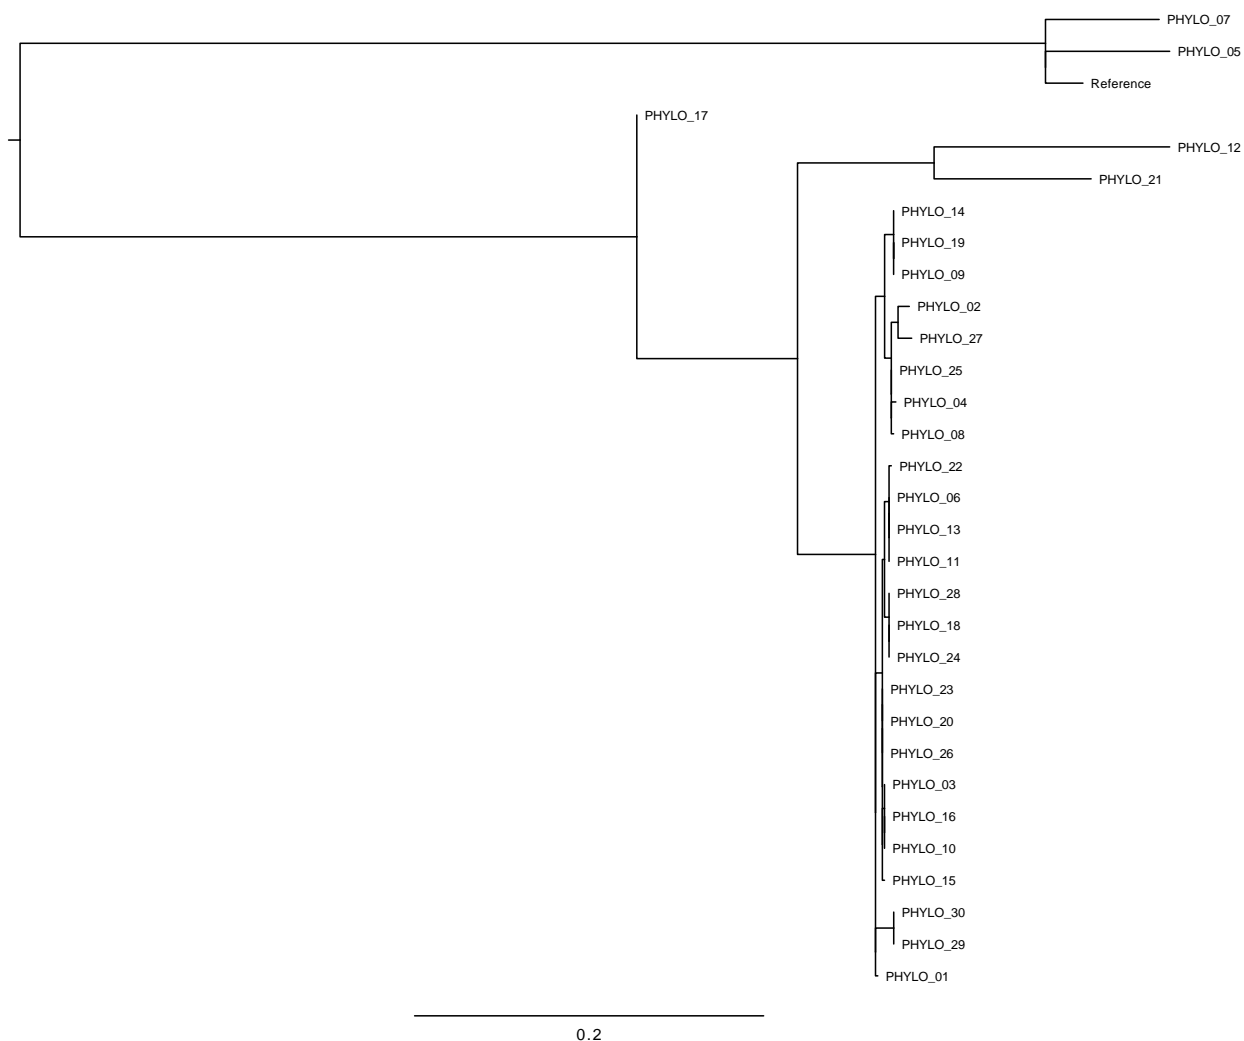 PHYLO_07
PHYLO_05
Reference
PHYLO_17
PHYLO_12
PHYLO_21
PHYLO_14
PHYLO_19
PHYLO_09
PHYLO_02
PHYLO_27
PHYLO_25
PHYLO_04
PHYLO_08
PHYLO_22
PHYLO_06
PHYLO_13
PHYLO_11
PHYLO_28
PHYLO_18
PHYLO_24
PHYLO_23
PHYLO_20
PHYLO_26
PHYLO_03
PHYLO_16
PHYLO_10
PHYLO_15
PHYLO_30
PHYLO_29
PHYLO_01
0.2